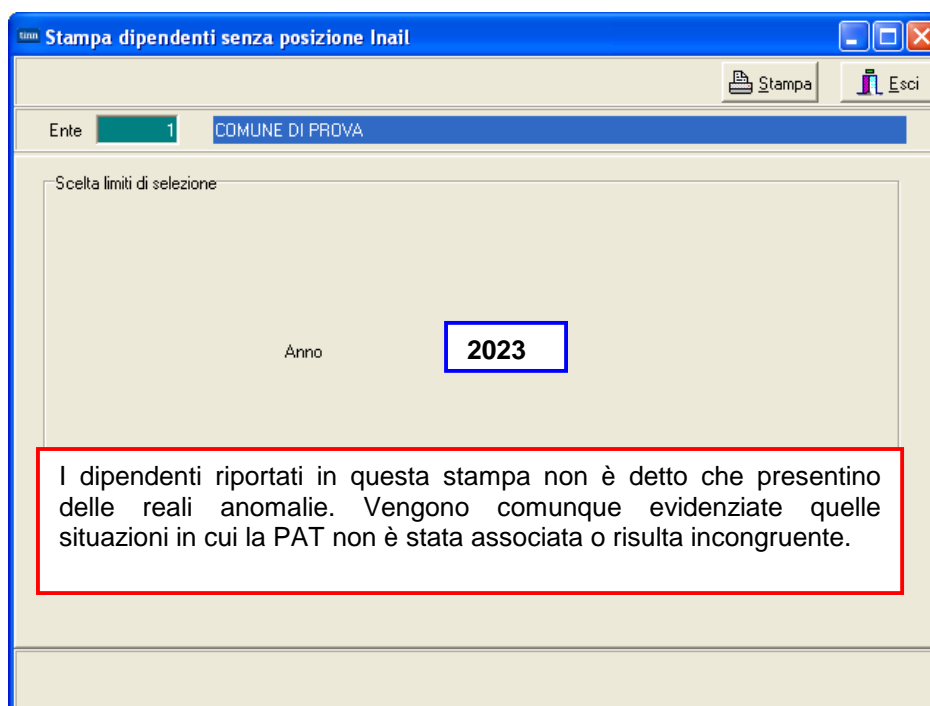 tinn Stampa dipendenti senza posizione Inail
Stampa Esci
Ente 1 COMUNE DI PROVA
Scelta limiti di selezione
Anno 2023
I dipendenti riportati in questa stampa non è detto che presentino
delle reali anomalie. Vengono comunque evidenziate quelle
situazioni in cui la PAT non è stata associata o risulta incongruente.